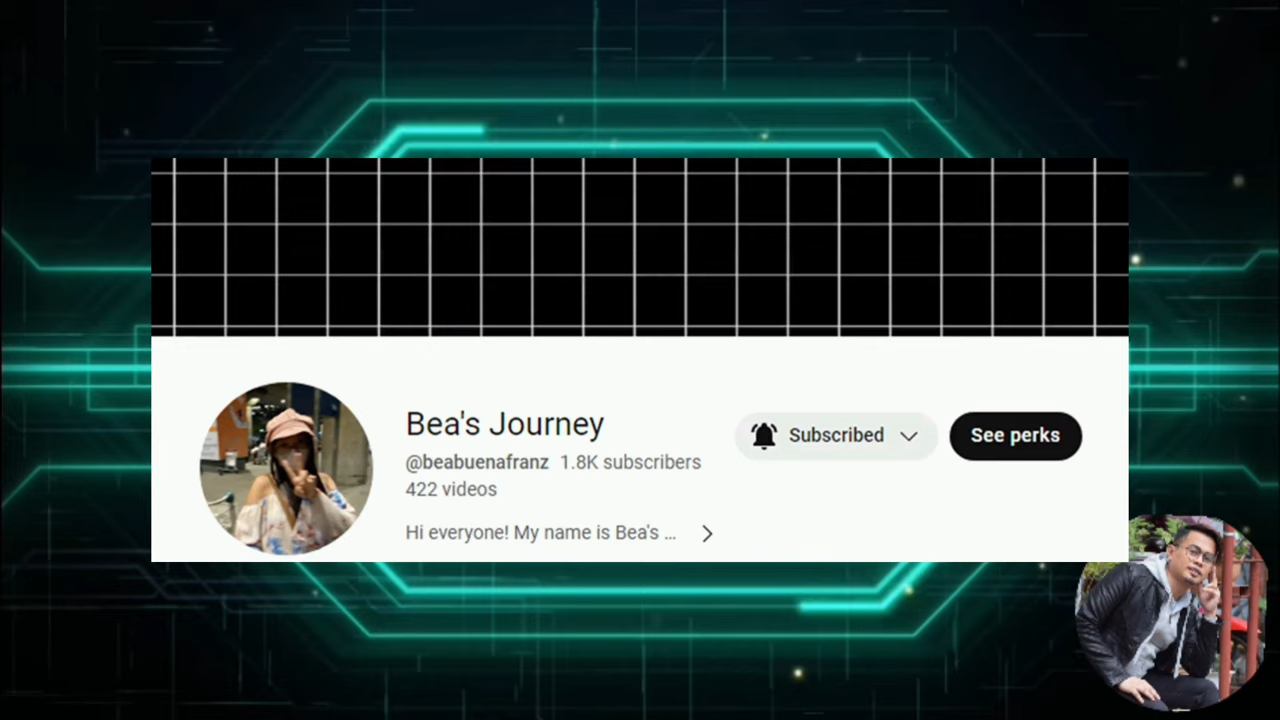 Bea's Journey
@beabuenafranz 1.8K subscribers
422 videos
Hi everyone! My name is Bea's ...
Subscribed
See perks